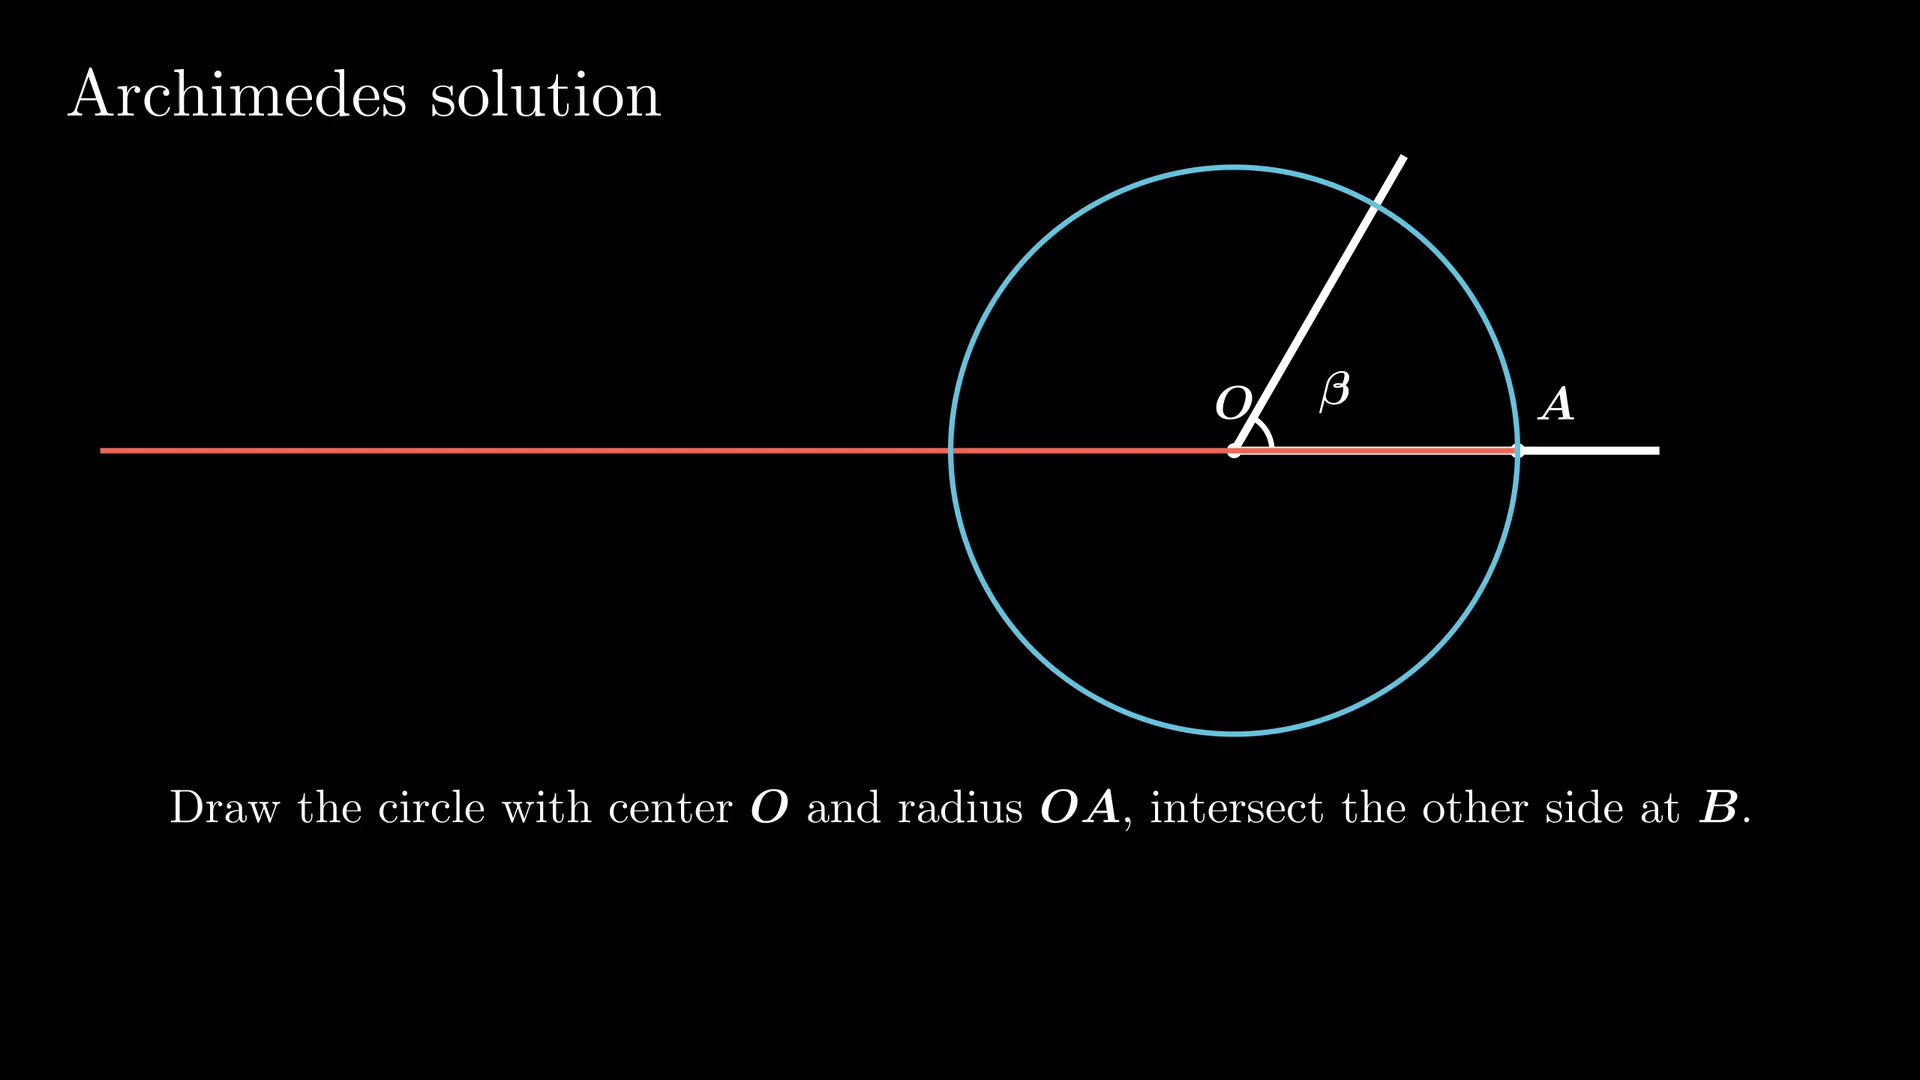 Archimedes solution
O
β
A
Draw the circle with center O and radius OA, intersect the other side at B.